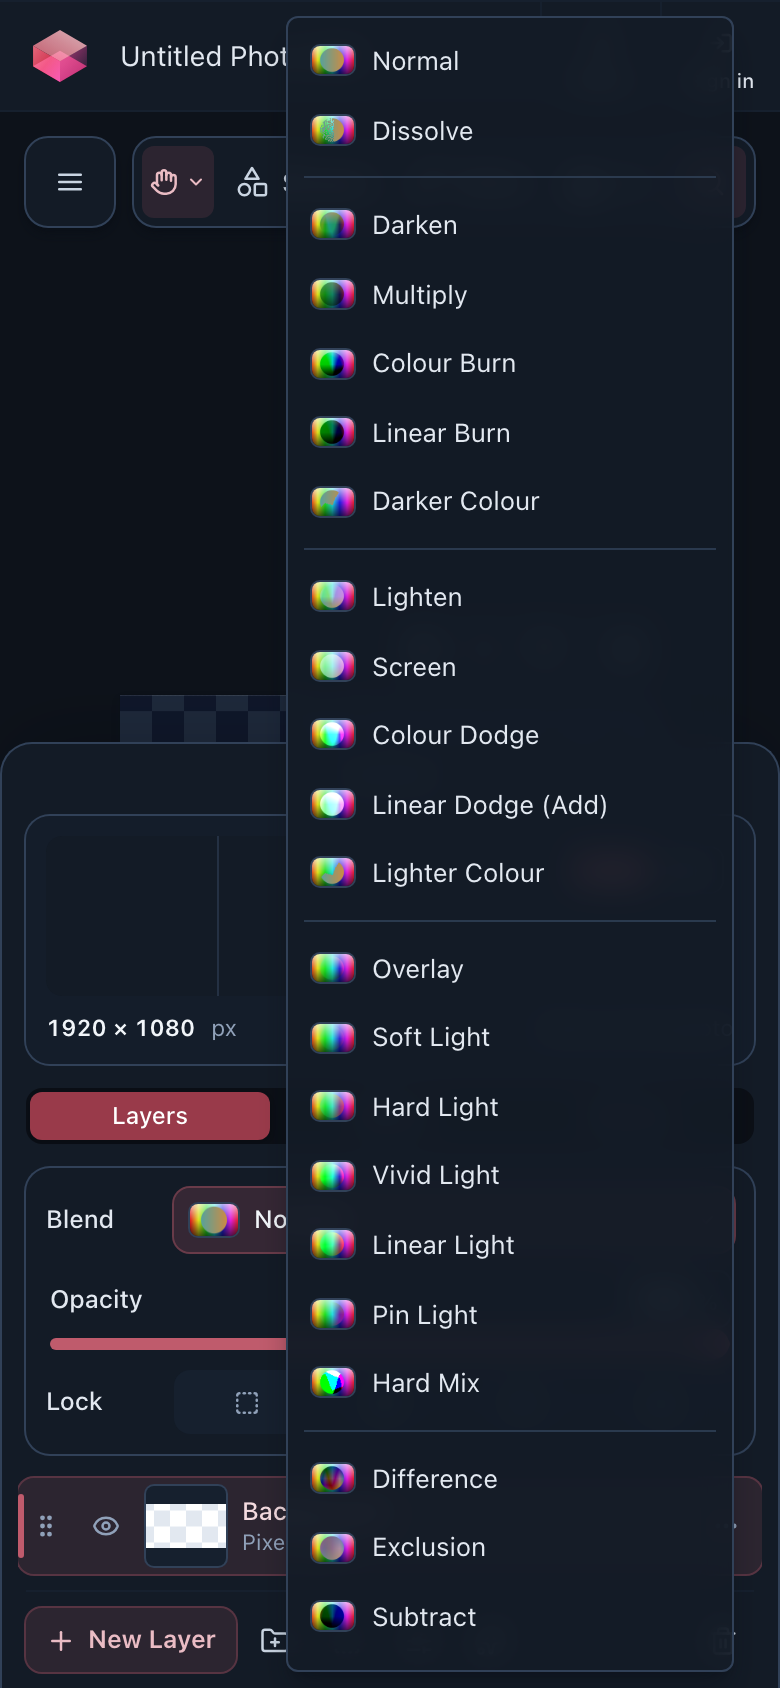 Untitled Phot
in
Normal
Dissolve
Darken
Multiply
Colour Burn
Linear Burn
Darker Colour
Lighten
Screen
Colour Dodge
Linear Dodge (Add)
Lighter Colour
Overlay
Soft Light
Hard Light
Vivid Light
Linear Light
Pin Light
Hard Mix
Difference
Exclusion
Subtract
1920 × 1080 px
Layers
Blend
No
Opacity
Lock
Bac
Pixe
New Layer